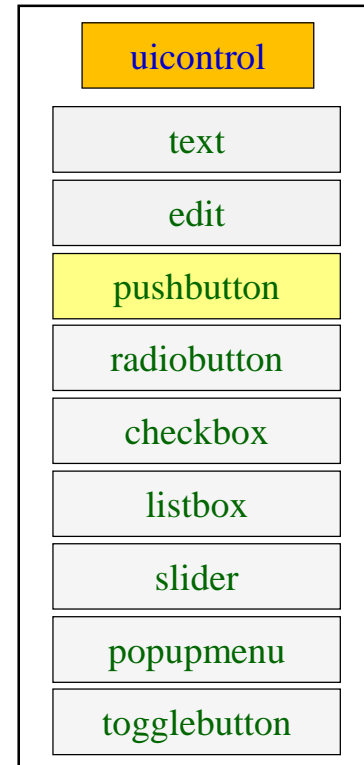 uicontrol
text
edit
pushbutton
radiobutton
checkbox
listbox
slider
popupmenu
togglebutton